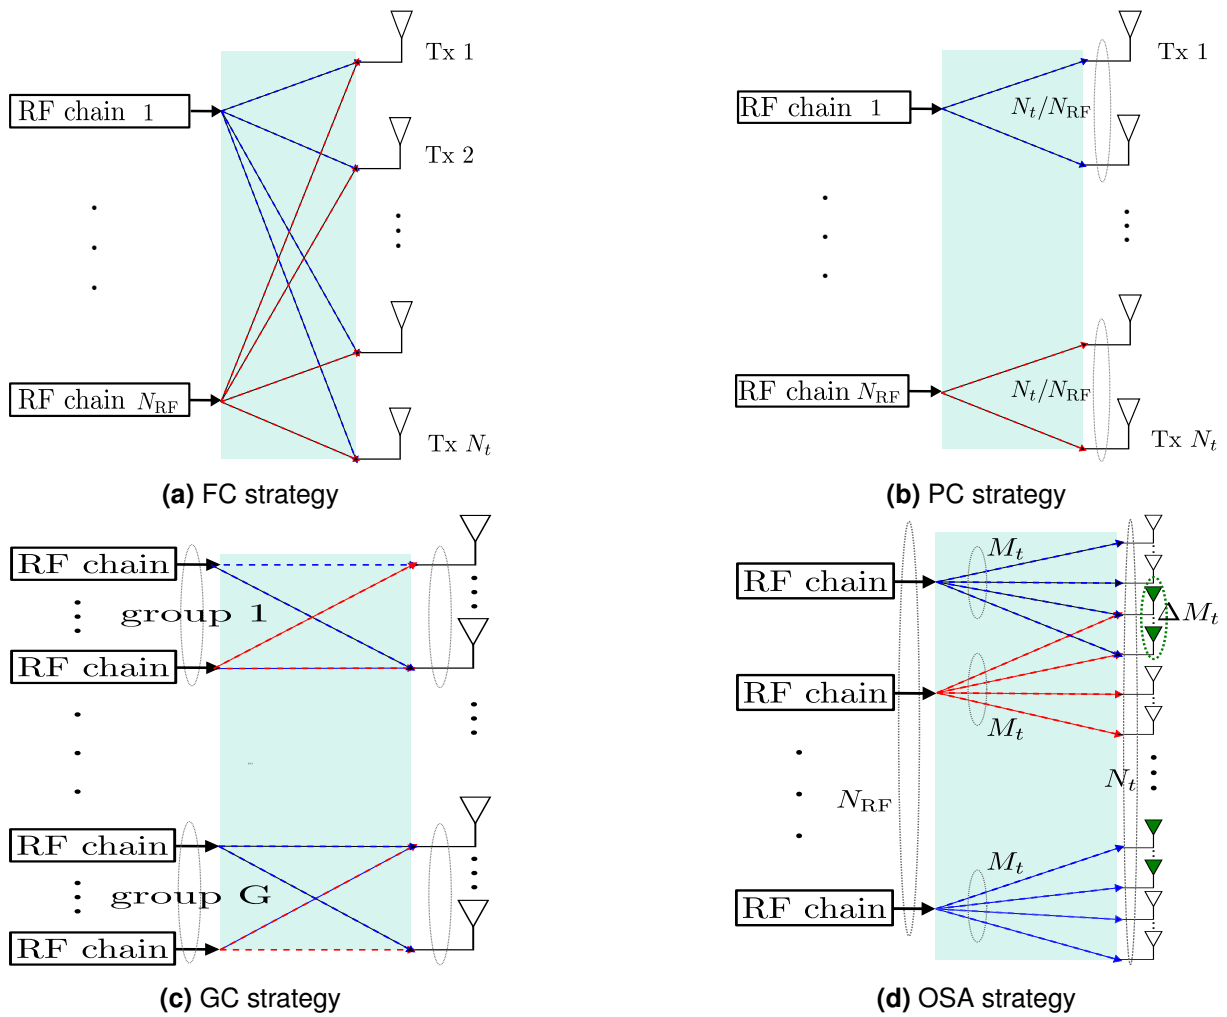 Tx 1
RF chain 1
Tx 2
RF chain N_RF
Tx N_t
(a) FC strategy
Tx 1
RF chain 1
N_t/N_RF
RF chain N_RF
N_t/N_RF
Tx N_t
(b) PC strategy
RF chain
group 1
RF chain
RF chain
group G
RF chain
(c) GC strategy
M_t
RF chain
ΔM_t
RF chain
M_t
N_t
N_RF
M_t
RF chain
(d) OSA strategy